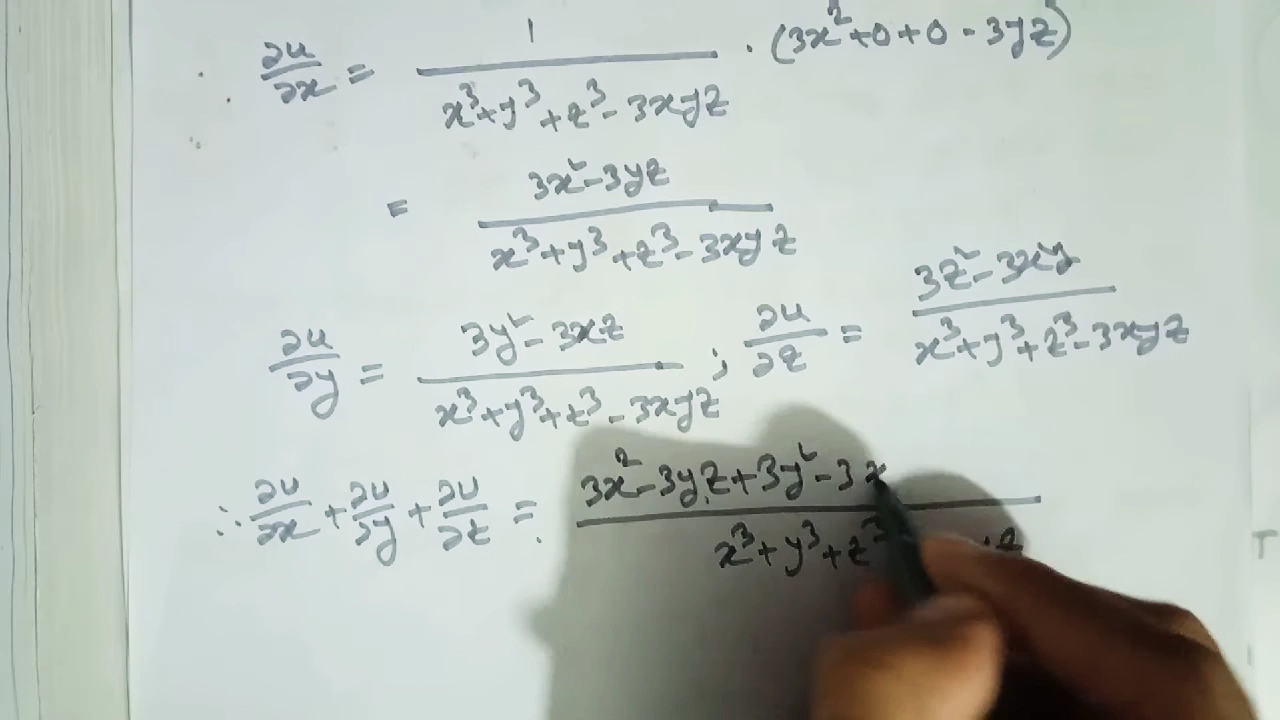 ∂u/∂x = 1/(x³+y³+z³-3xyz) · (3x²+0+0-3yz)
= (3x²-3yz)/(x³+y³+z³-3xyz)
∂u/∂y = (3y²-3xz)/(x³+y³+z³-3xyz) ; ∂u/∂z = (3z²-3xy)/(x³+y³+z³-3xyz)
∴ ∂u/∂x + ∂u/∂y + ∂u/∂z = (3x²-3yz+3y²-3x)/(x³+y³+z³